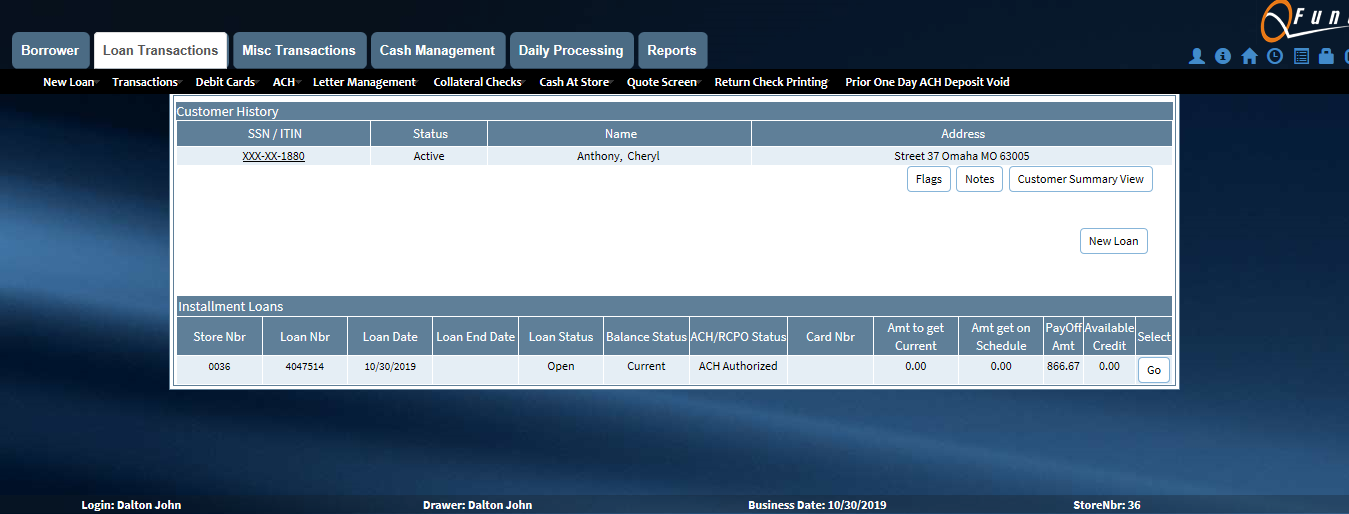 Fun
Borrower Loan Transactions Misc Transactions Cash Management Daily Processing Reports
New Loan Transactions Debit Cards ACH Letter Management Collateral Checks Cash At Store Quote Screen Return Check Printing Prior One Day ACH Deposit Void
Customer History
SSN / ITIN Status Name Address
XXX-XX-1880 Active Anthony, Cheryl Street 37 Omaha MO 63005
Flags Notes Customer Summary View
New Loan
Installment Loans
Store Nbr Loan Nbr Loan Date Loan End Date Loan Status Balance Status ACH/RCPO Status Card Nbr Amt to get Current Amt get on Schedule PayOff Amt Available Credit Select
0036 4047514 10/30/2019 Open Current ACH Authorized 0.00 0.00 866.67 0.00 Go
Login: Dalton John Drawer: Dalton John Business Date: 10/30/2019 StoreNbr: 36